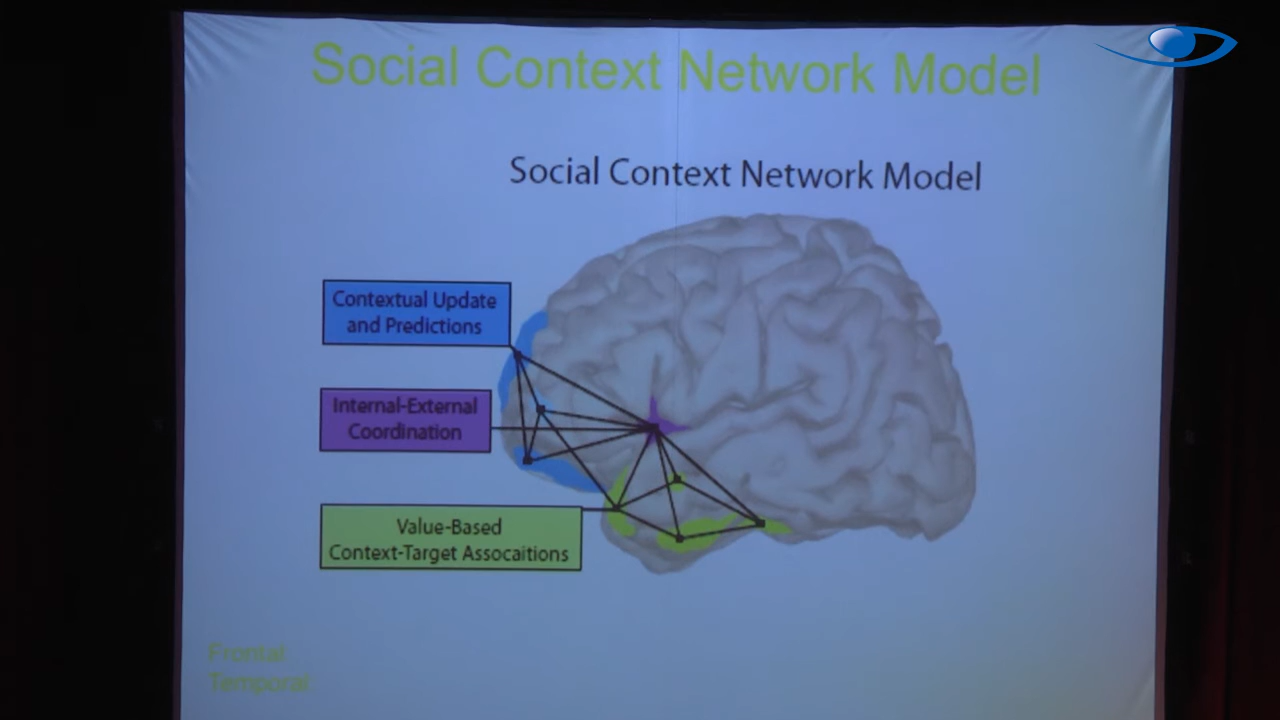 Social Context Network Model
Social Context Network Model
Contextual Update
and Predictions
Internal-External
Coordination
Value-Based
Context-Target Assocaitions
Frontal
Temporal